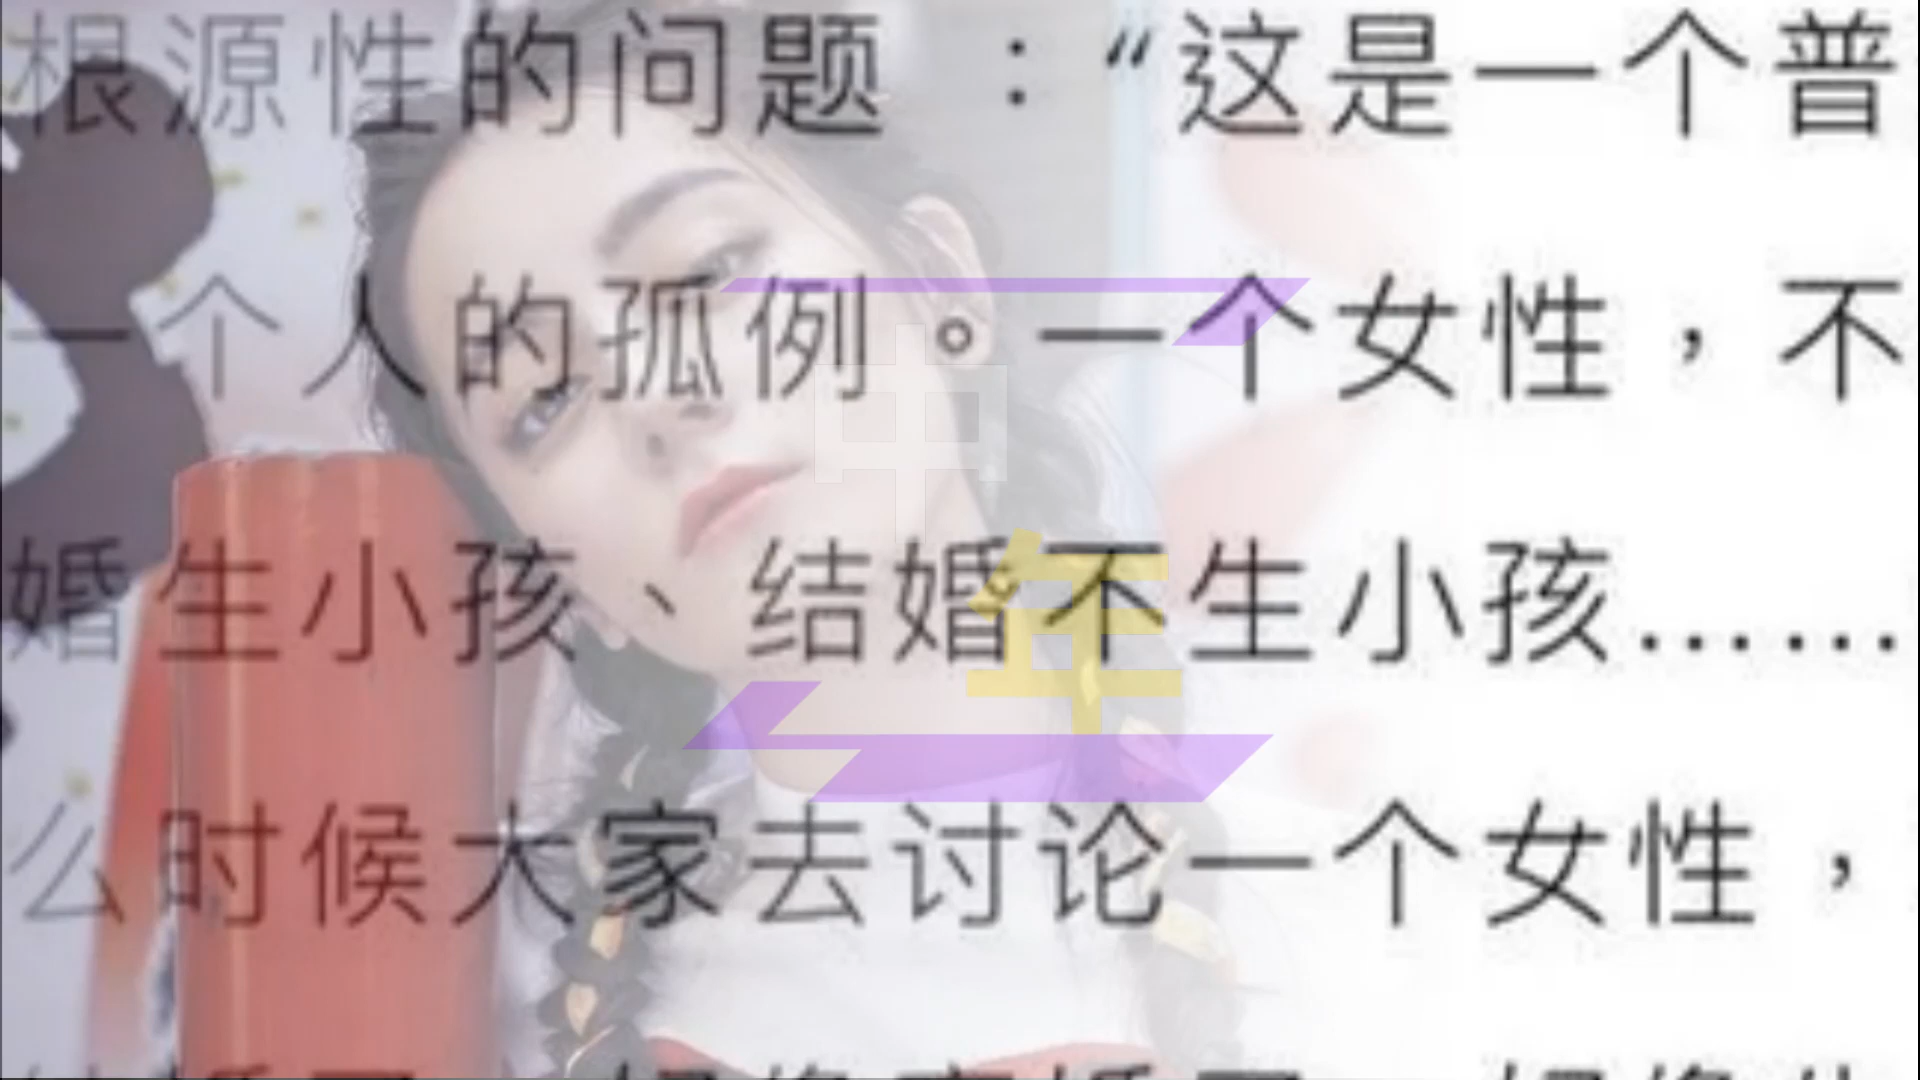 根源性的问题 ：“这是一个普
一个人的孤例。一个女性，不
中
婚生小孩、结婚不生小孩……
年
么时候大家去讨论一个女性，